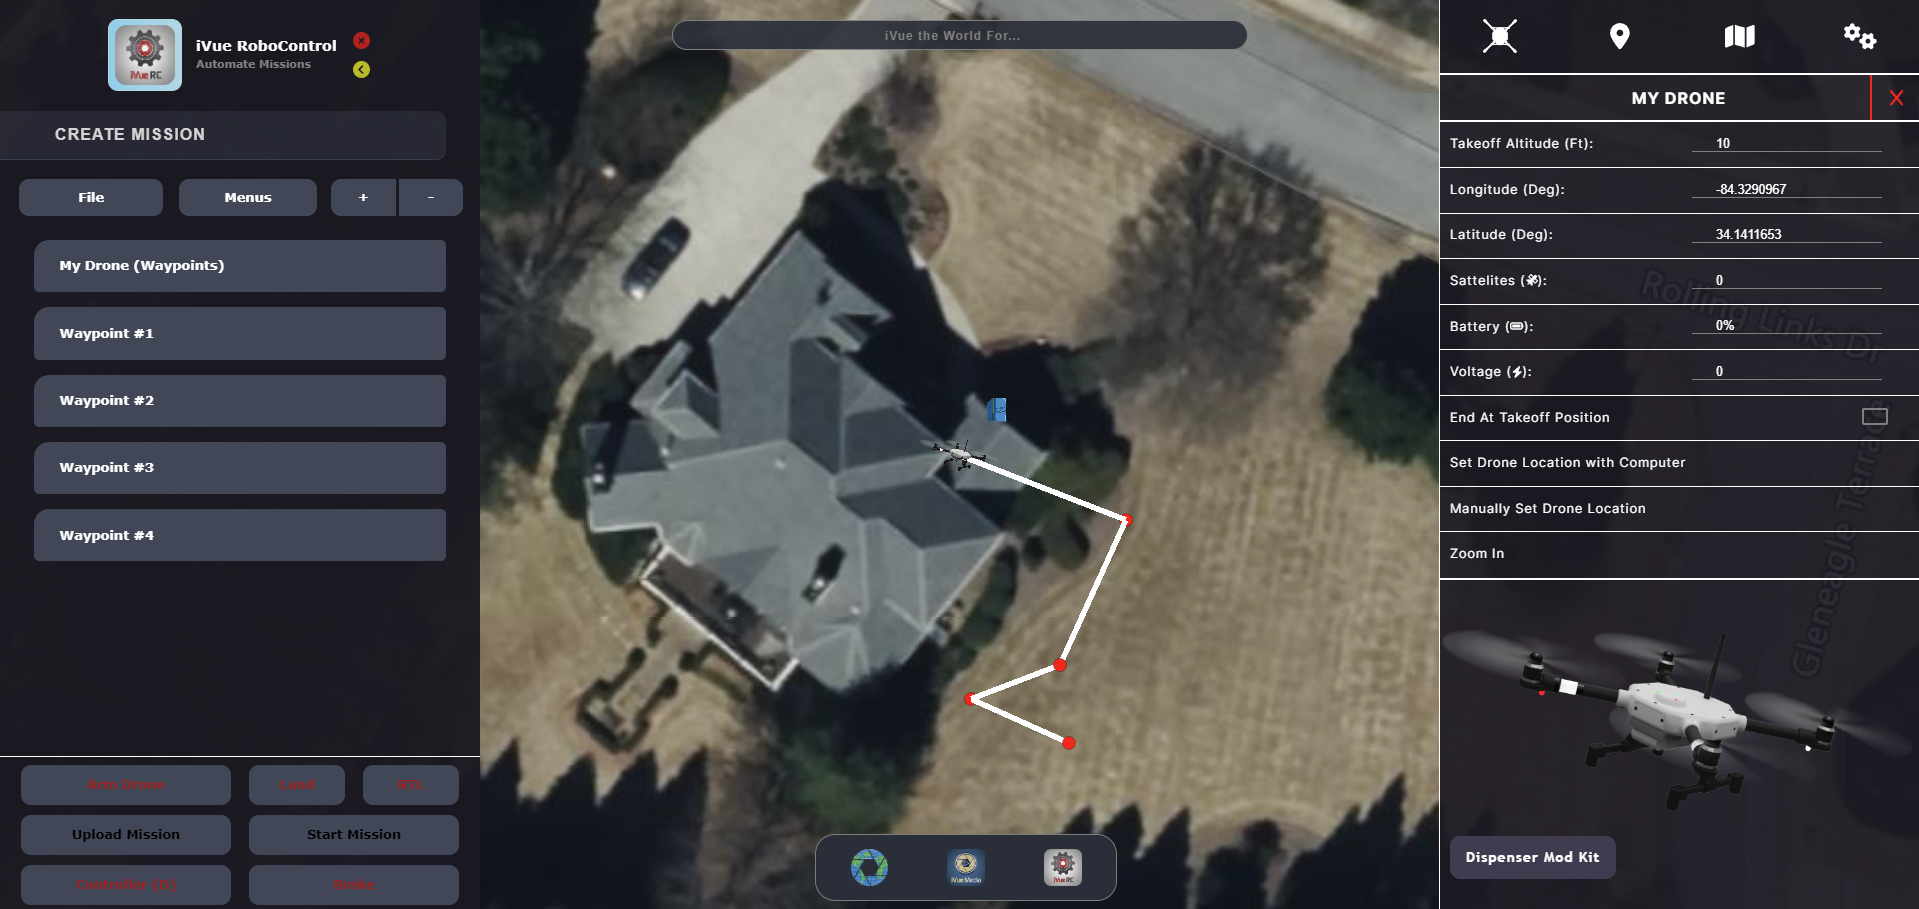 iVue RC
iVue RoboControl
Automate Missions
CREATE MISSION
File
Menus
+
-
My Drone (Waypoints)
Waypoint #1
Waypoint #2
Waypoint #3
Waypoint #4
Arm Drone
Land
RTL
Upload Mission
Start Mission
Controller (D)
Brake
iVue the World For...
iVue Media
iVue RC
MY DRONE
X
Takeoff Altitude (Ft):
10
Longitude (Deg):
-84.3290967
Latitude (Deg):
34.1411653
Sattelites ( ):
0
Battery ( ):
0%
Voltage ( ):
0
End At Takeoff Position
Set Drone Location with Computer
Manually Set Drone Location
Zoom In
Rolling Links Dr
Gleneagle Terrace
Dispenser Mod Kit